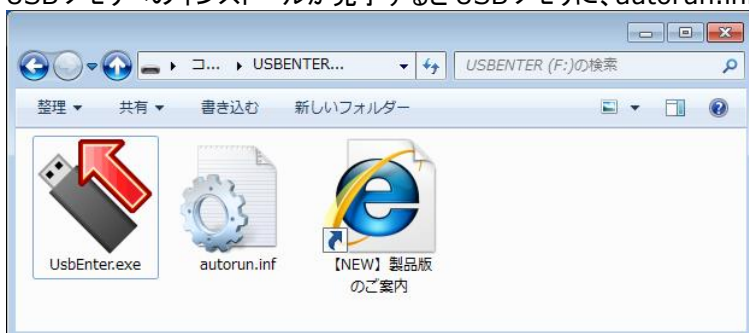 USBメモリへのインストールが完了するとUSBメモリに、autorun.inf
コ... USBENTER... USBENTER (F:)の検索
整理 共有 書き込む 新しいフォルダー
UsbEnter.exe autorun.inf 【NEW】製品版
のご案内